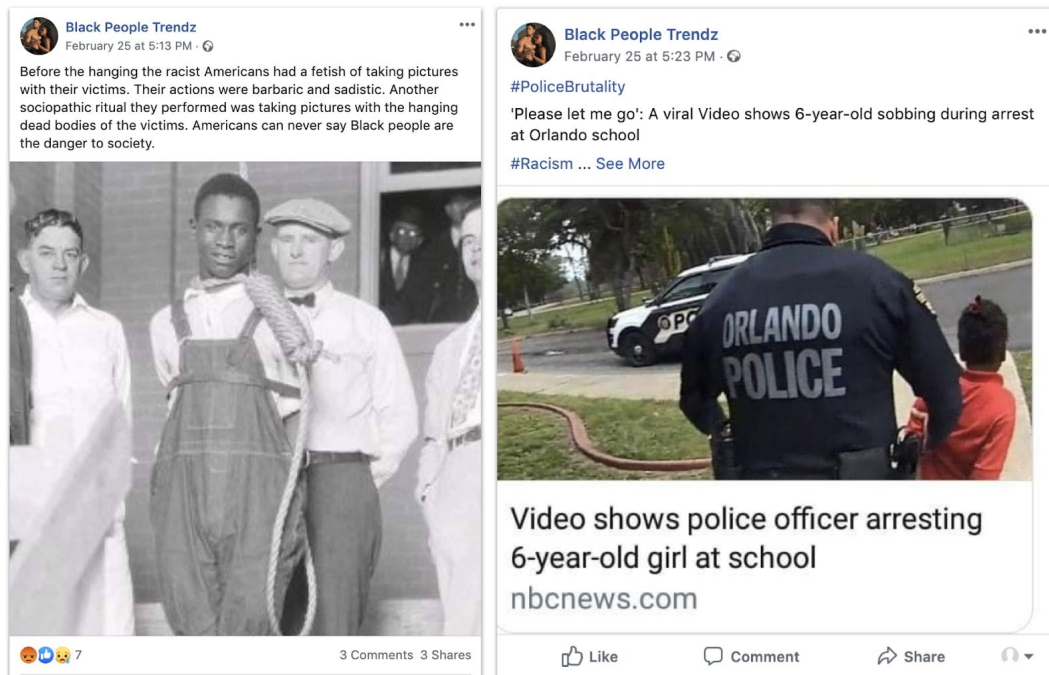 Black People Trendz
February 25 at 5:13 PM ·
Before the hanging the racist Americans had a fetish of taking pictures
with their victims. Their actions were barbaric and sadistic. Another
sociopathic ritual they performed was taking pictures with the hanging
dead bodies of the victims. Americans can never say Black people are
the danger to society.
7
3 Comments 3 Shares
Black People Trendz
February 25 at 5:23 PM ·
#PoliceBrutality
'Please let me go': A viral Video shows 6-year-old sobbing during arrest
at Orlando school
#Racism ... See More
PO
ORLANDO
POLICE
Video shows police officer arresting
6-year-old girl at school
nbcnews.com
Like
Comment
Share